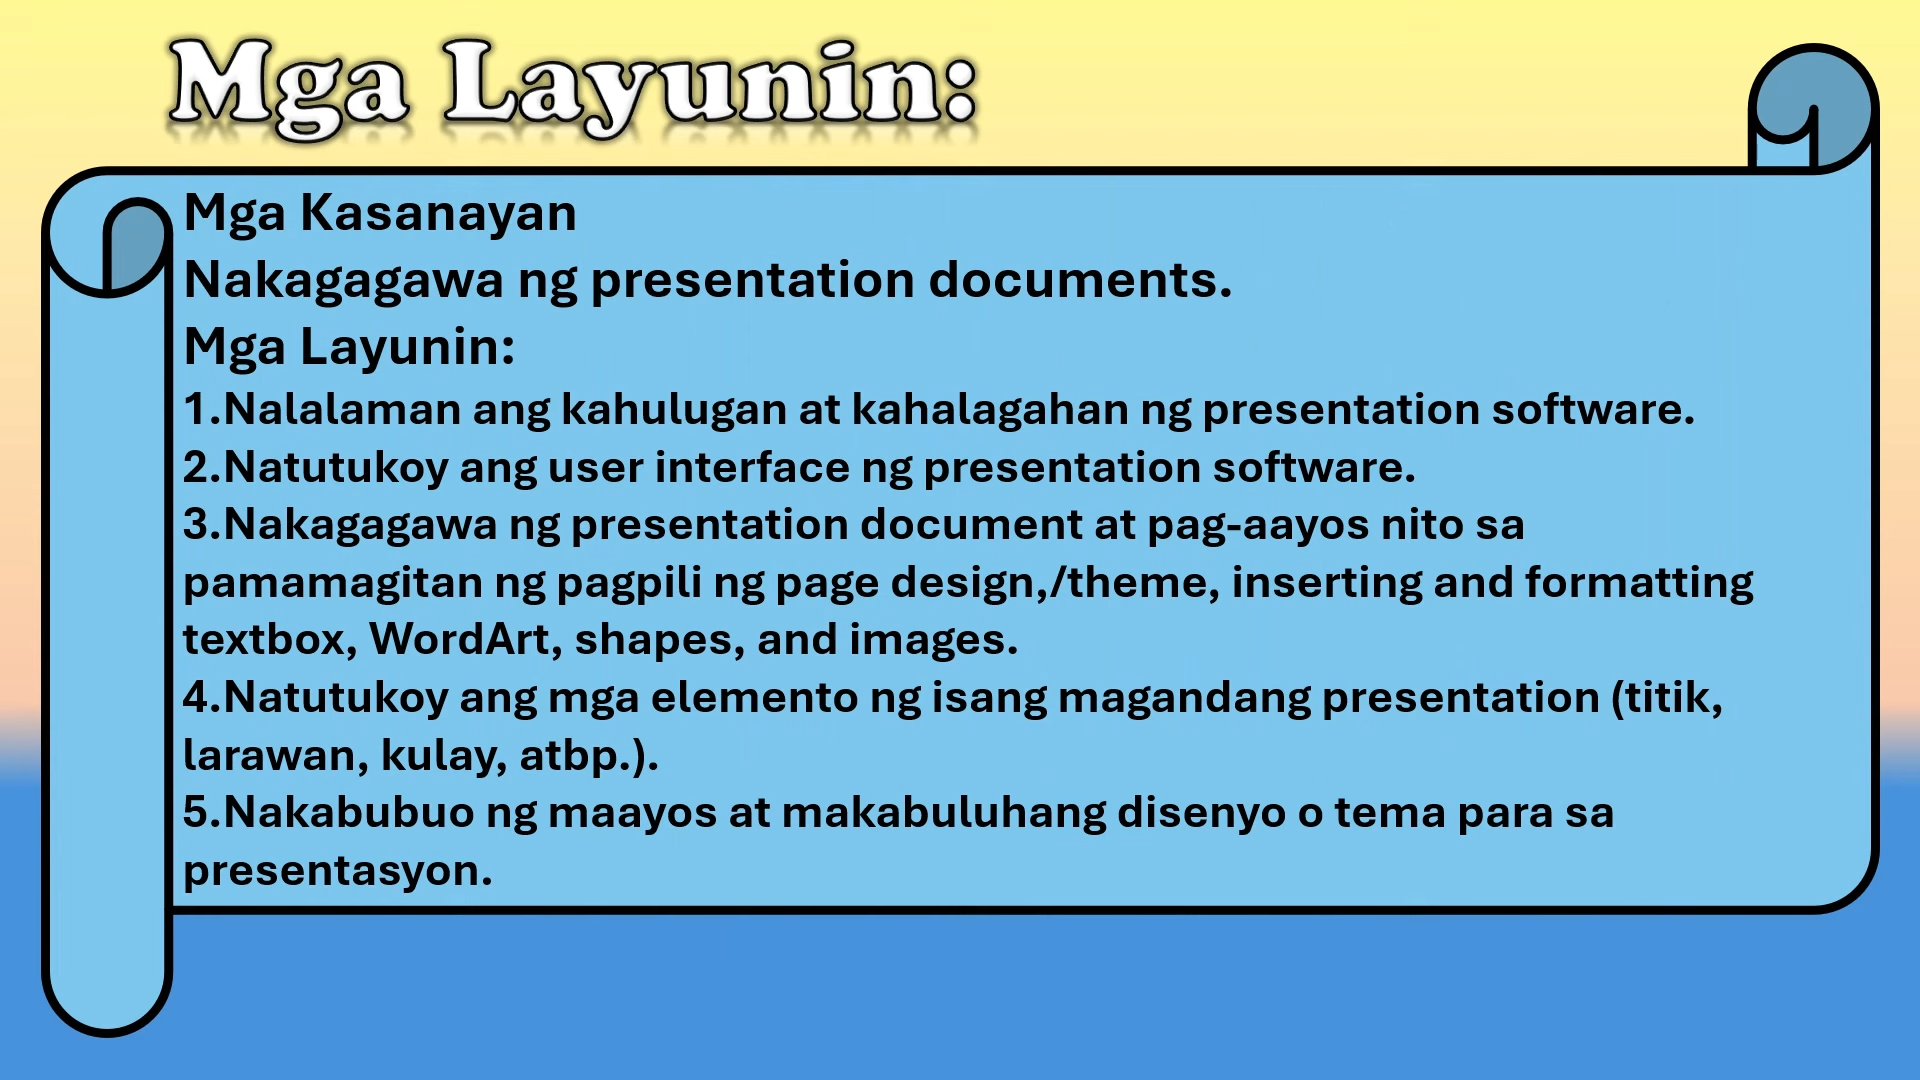 Mga Layunin:
Mga Kasanayan
Nakagagawa ng presentation documents.
Mga Layunin:
1.Nalalaman ang kahulugan at kahalagahan ng presentation software.
2.Natutukoy ang user interface ng presentation software.
3.Nakagagawa ng presentation document at pag-aayos nito sa
pamamagitan ng pagpili ng page design,/theme, inserting and formatting
textbox, WordArt, shapes, and images.
4.Natutukoy ang mga elemento ng isang magandang presentation (titik,
larawan, kulay, atbp.).
5.Nakabubuo ng maayos at makabuluhang disenyo o tema para sa
presentasyon.